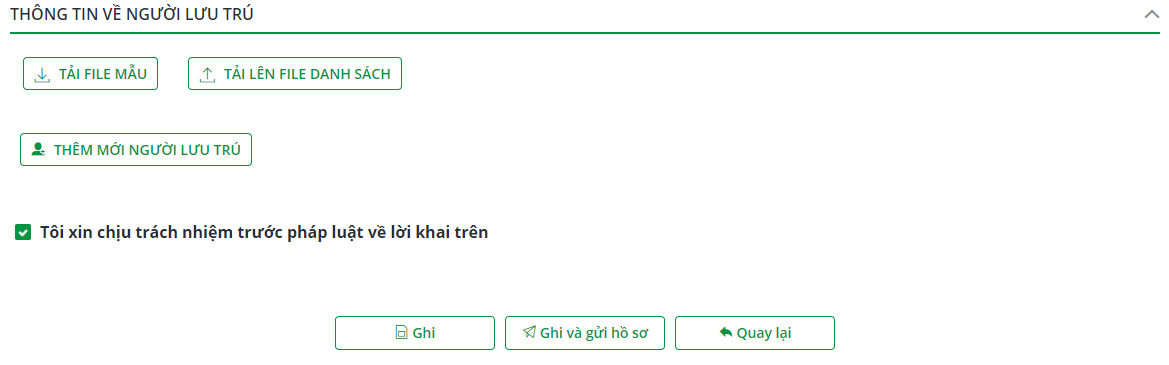 THÔNG TIN VỀ NGƯỜI LƯU TRÚ
TẢI FILE MẪU
TẢI LÊN FILE DANH SÁCH
THÊM MỚI NGƯỜI LƯU TRÚ
Tôi xin chịu trách nhiệm trước pháp luật về lời khai trên
Ghi
Ghi và gửi hồ sơ
Quay lại